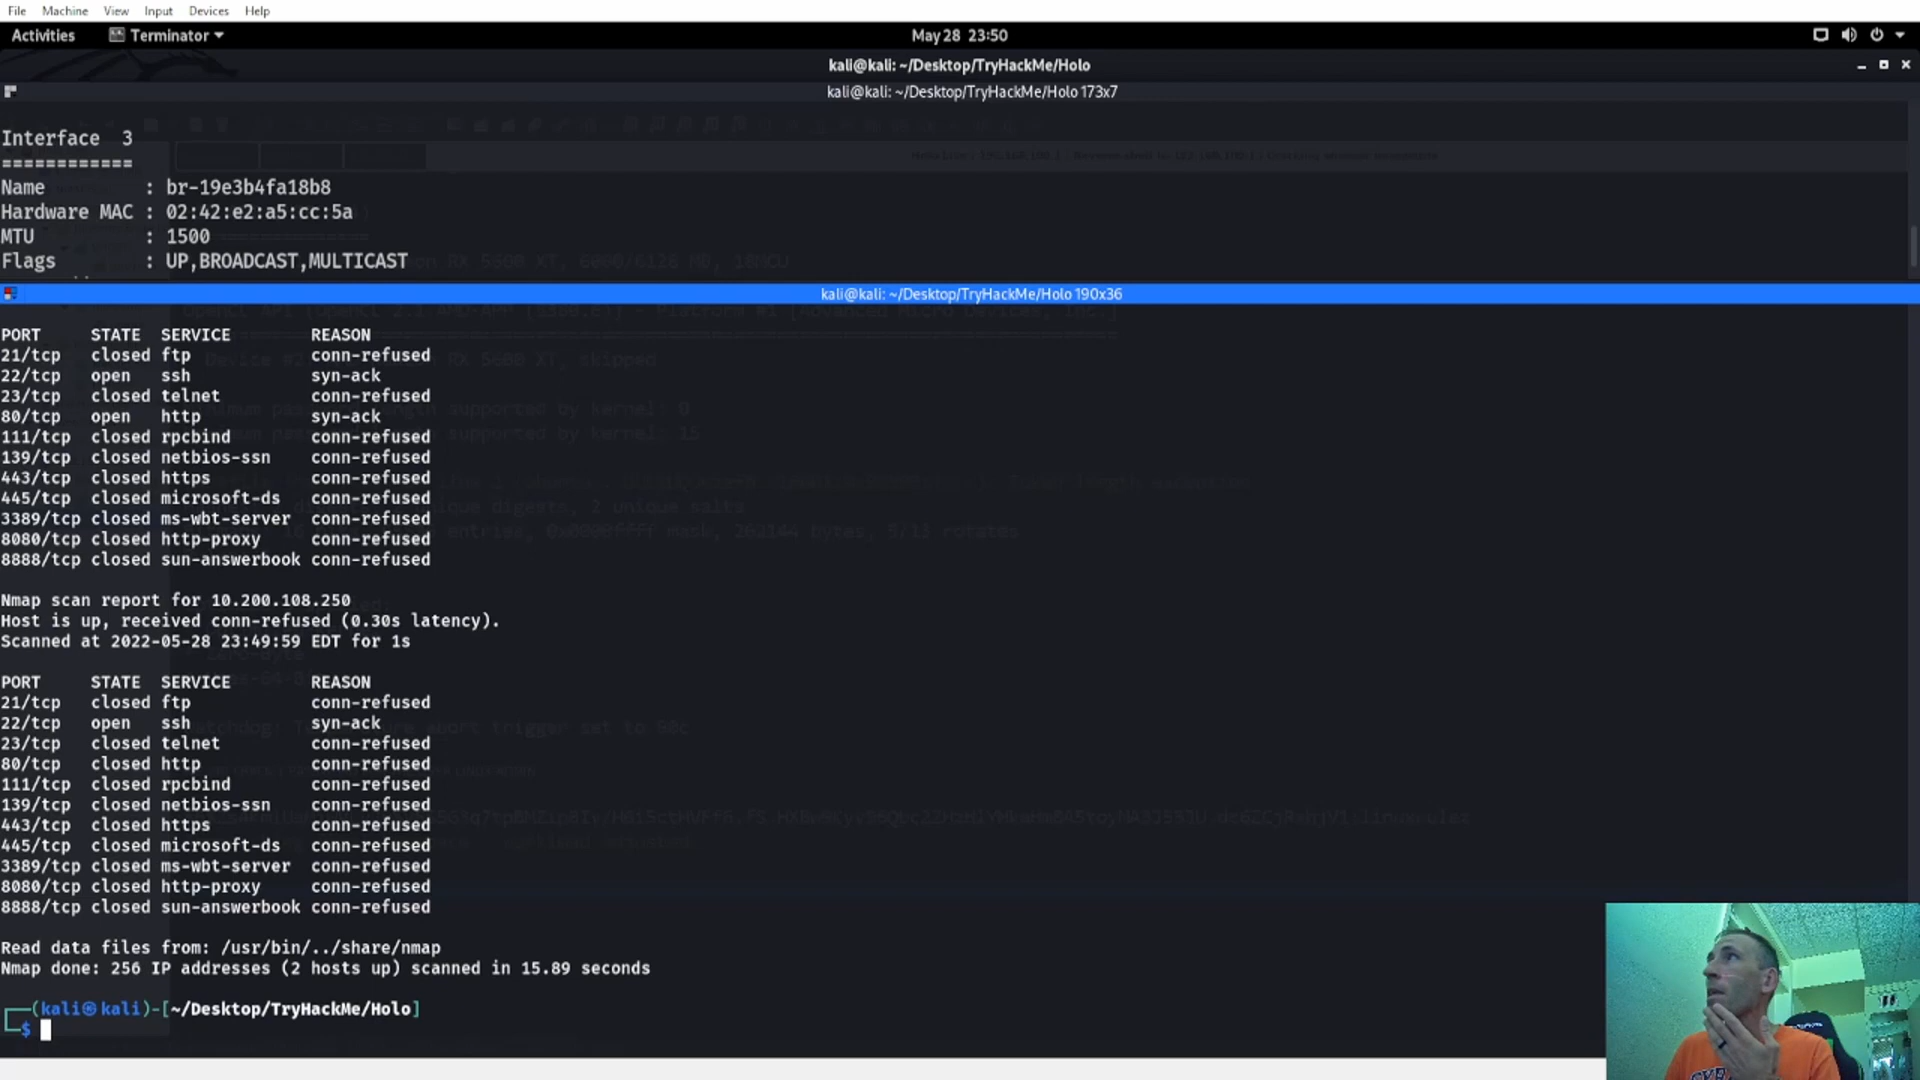 File Machine View Input Devices Help
Activities Terminator May 28 23:50
kali@kali: ~/Desktop/TryHackMe/Holo
kali@kali: ~/Desktop/TryHackMe/Holo 173x7
Interface  3
============
Name         : br-19e3b4fa18b8
Hardware MAC : 02:42:e2:a5:cc:5a
MTU          : 1500
Flags        : UP,BROADCAST,MULTICAST
kali@kali: ~/Desktop/TryHackMe/Holo 190x36
PORT     STATE  SERVICE        REASON
21/tcp   closed ftp            conn-refused
22/tcp   open   ssh            syn-ack
23/tcp   closed telnet         conn-refused
80/tcp   open   http           syn-ack
111/tcp  closed rpcbind        conn-refused
139/tcp  closed netbios-ssn    conn-refused
443/tcp  closed https          conn-refused
445/tcp  closed microsoft-ds   conn-refused
3389/tcp closed ms-wbt-server  conn-refused
8080/tcp closed http-proxy     conn-refused
8888/tcp closed sun-answerbook conn-refused
Nmap scan report for 10.200.108.250
Host is up, received conn-refused (0.30s latency).
Scanned at 2022-05-28 23:49:59 EDT for 1s
PORT     STATE  SERVICE        REASON
21/tcp   closed ftp            conn-refused
22/tcp   open   ssh            syn-ack
23/tcp   closed telnet         conn-refused
80/tcp   closed http           conn-refused
111/tcp  closed rpcbind        conn-refused
139/tcp  closed netbios-ssn    conn-refused
443/tcp  closed https          conn-refused
445/tcp  closed microsoft-ds   conn-refused
3389/tcp closed ms-wbt-server  conn-refused
8080/tcp closed http-proxy     conn-refused
8888/tcp closed sun-answerbook conn-refused
Read data files from: /usr/bin/../share/nmap
Nmap done: 256 IP addresses (2 hosts up) scanned in 15.89 seconds
┌──(kali㉿kali)-[~/Desktop/TryHackMe/Holo]
└─$